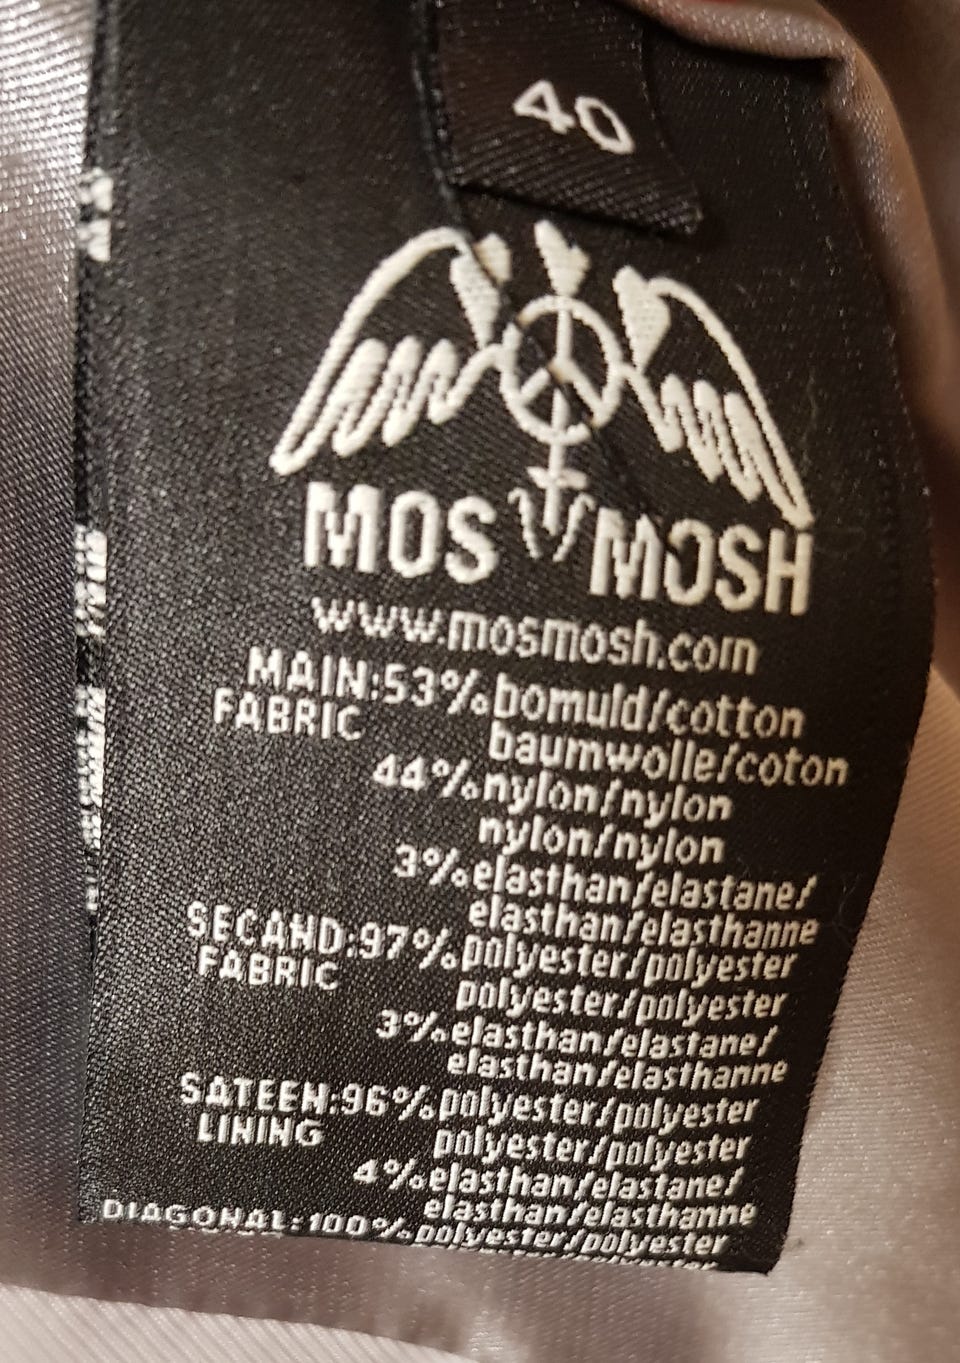 40
MOS MOSH
www.mosmosh.com
MAIN:53%bomuld/cotton
FABRIC
baumwolle/coton
44%nylon/nylon
nylon/nylon
3%elasthan/elastane/
elasthan/elasthanne
SECAND:97%polyester/polyester
FABRIC
polyester/polyester
3%elasthan/elastane/
elasthan/elasthanne
SATEEN:96%polyester/polyester
LINING
polyester/polyester
4%elasthan/elastane/
elasthan/elasthanne
DIAGONAL:100%polyester/polyester